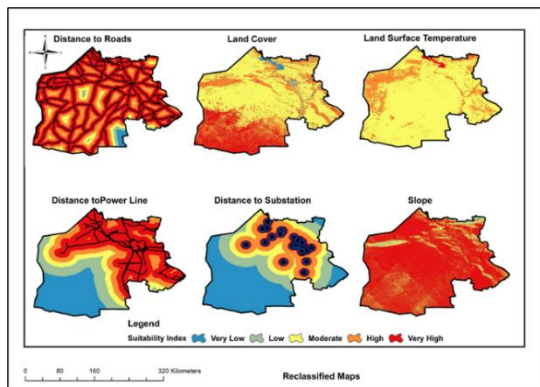 Distance to Roads
Land Cover
Land Surface Temperature
Distance toPower Line
Distance to Substation
Slope
Legend
Suitability Index Very Low Low Moderate High Very High
0 80 160 320 Kilometers
Reclassified Maps